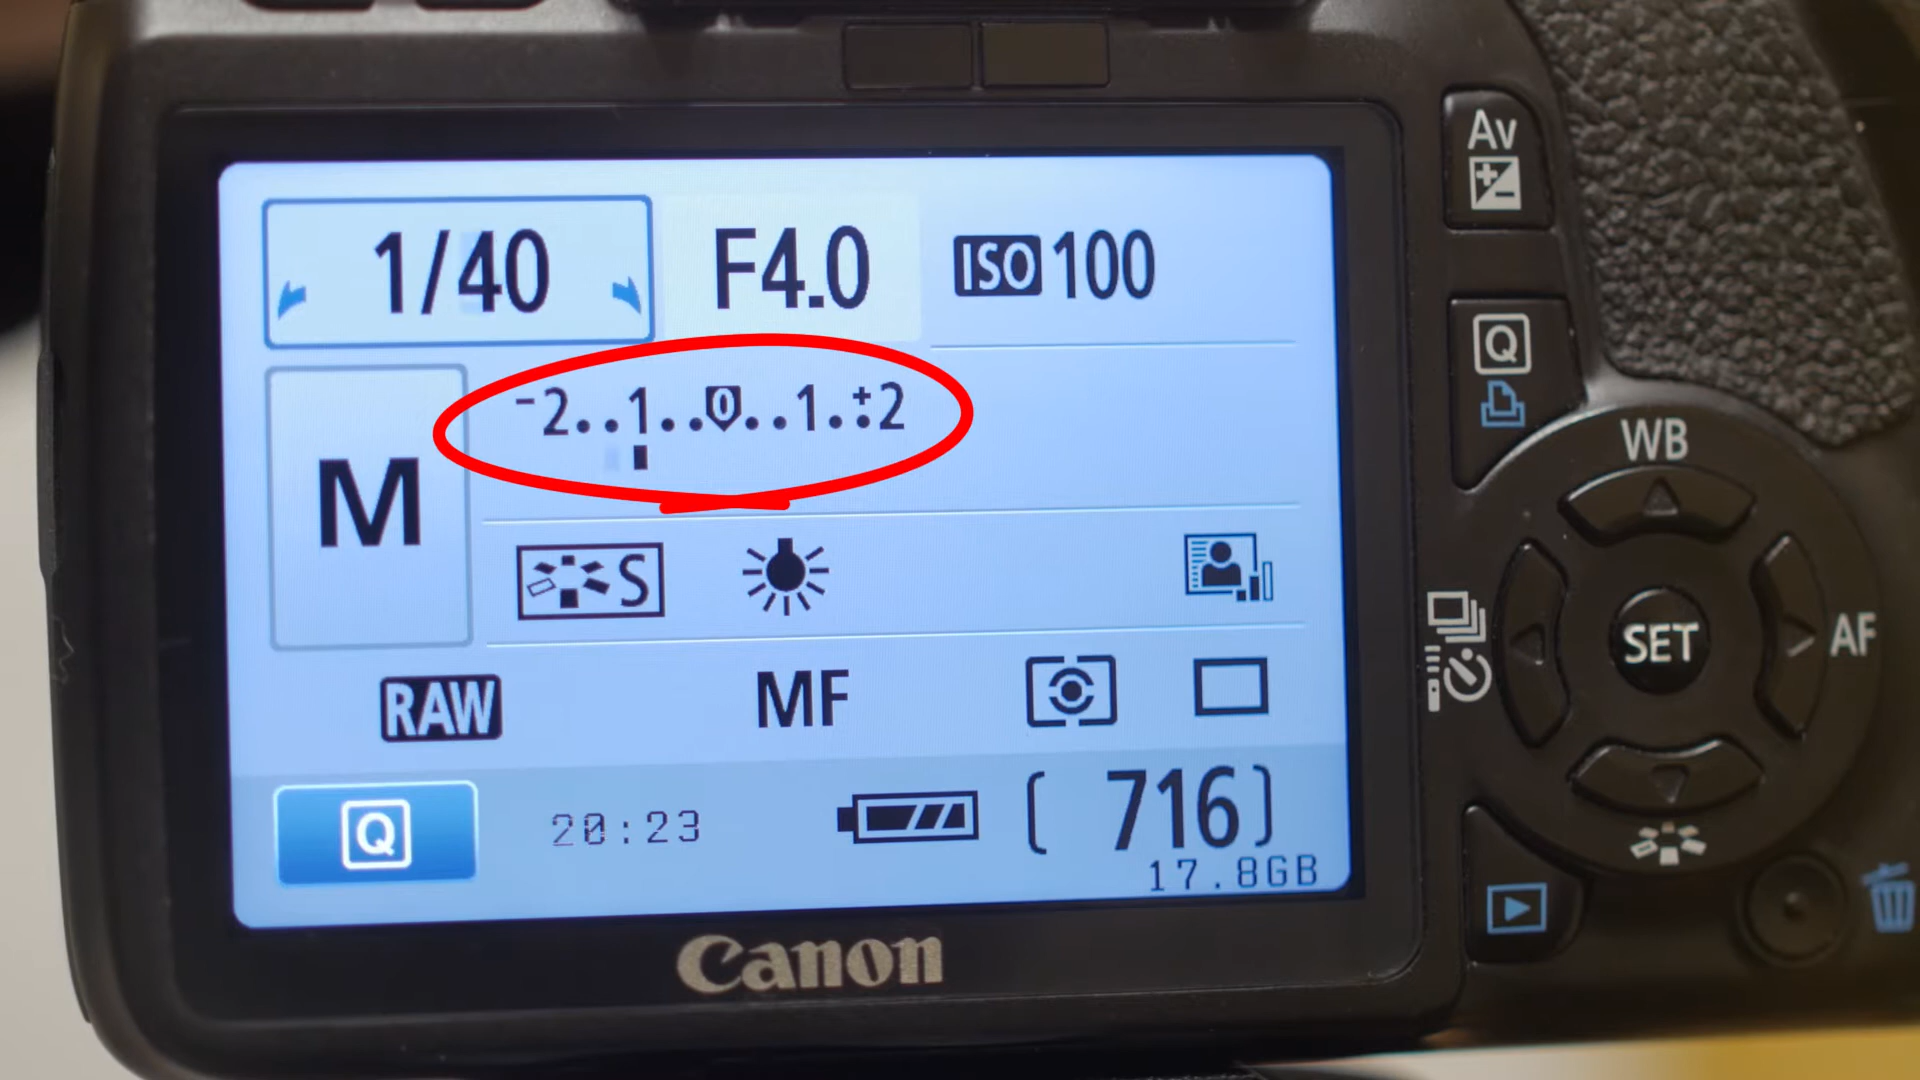 1/40 F4.0 ISO 100
-2..1..0..1.+:2
M
S
RAW MF
Q 20:23 [ 716]
17.8GB
Canon
Av
Q
WB
SET
AF